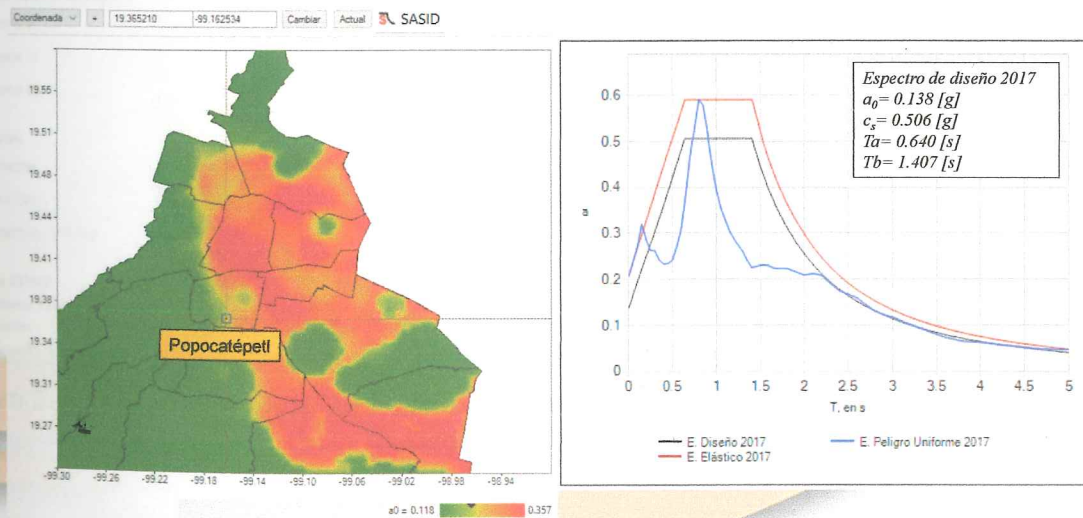 Coordenada + 19.365210 -99.162534 Cambiar Actual SASID
19.55
19.51
19.48
19.44
19.41
19.38
19.34
19.31
19.27
Popocatépetl
-99.30 -99.26 -99.22 -99.18 -99.14 -99.10 -99.06 -99.02 -98.94
a0 = 0.118 0.357
Espectro de diseño 2017
a0= 0.138 [g]
cs= 0.506 [g]
Ta= 0.640 [s]
Tb= 1.407 [s]
0.6
0.5
0.4
a
0.3
0.2
0.1
0
0 0.5 1 1.5 2 2.5 3 3.5 4 4.5 5
T, en s
E. Diseño 2017 E. Peligro Uniforme 2017
E. Elástico 2017